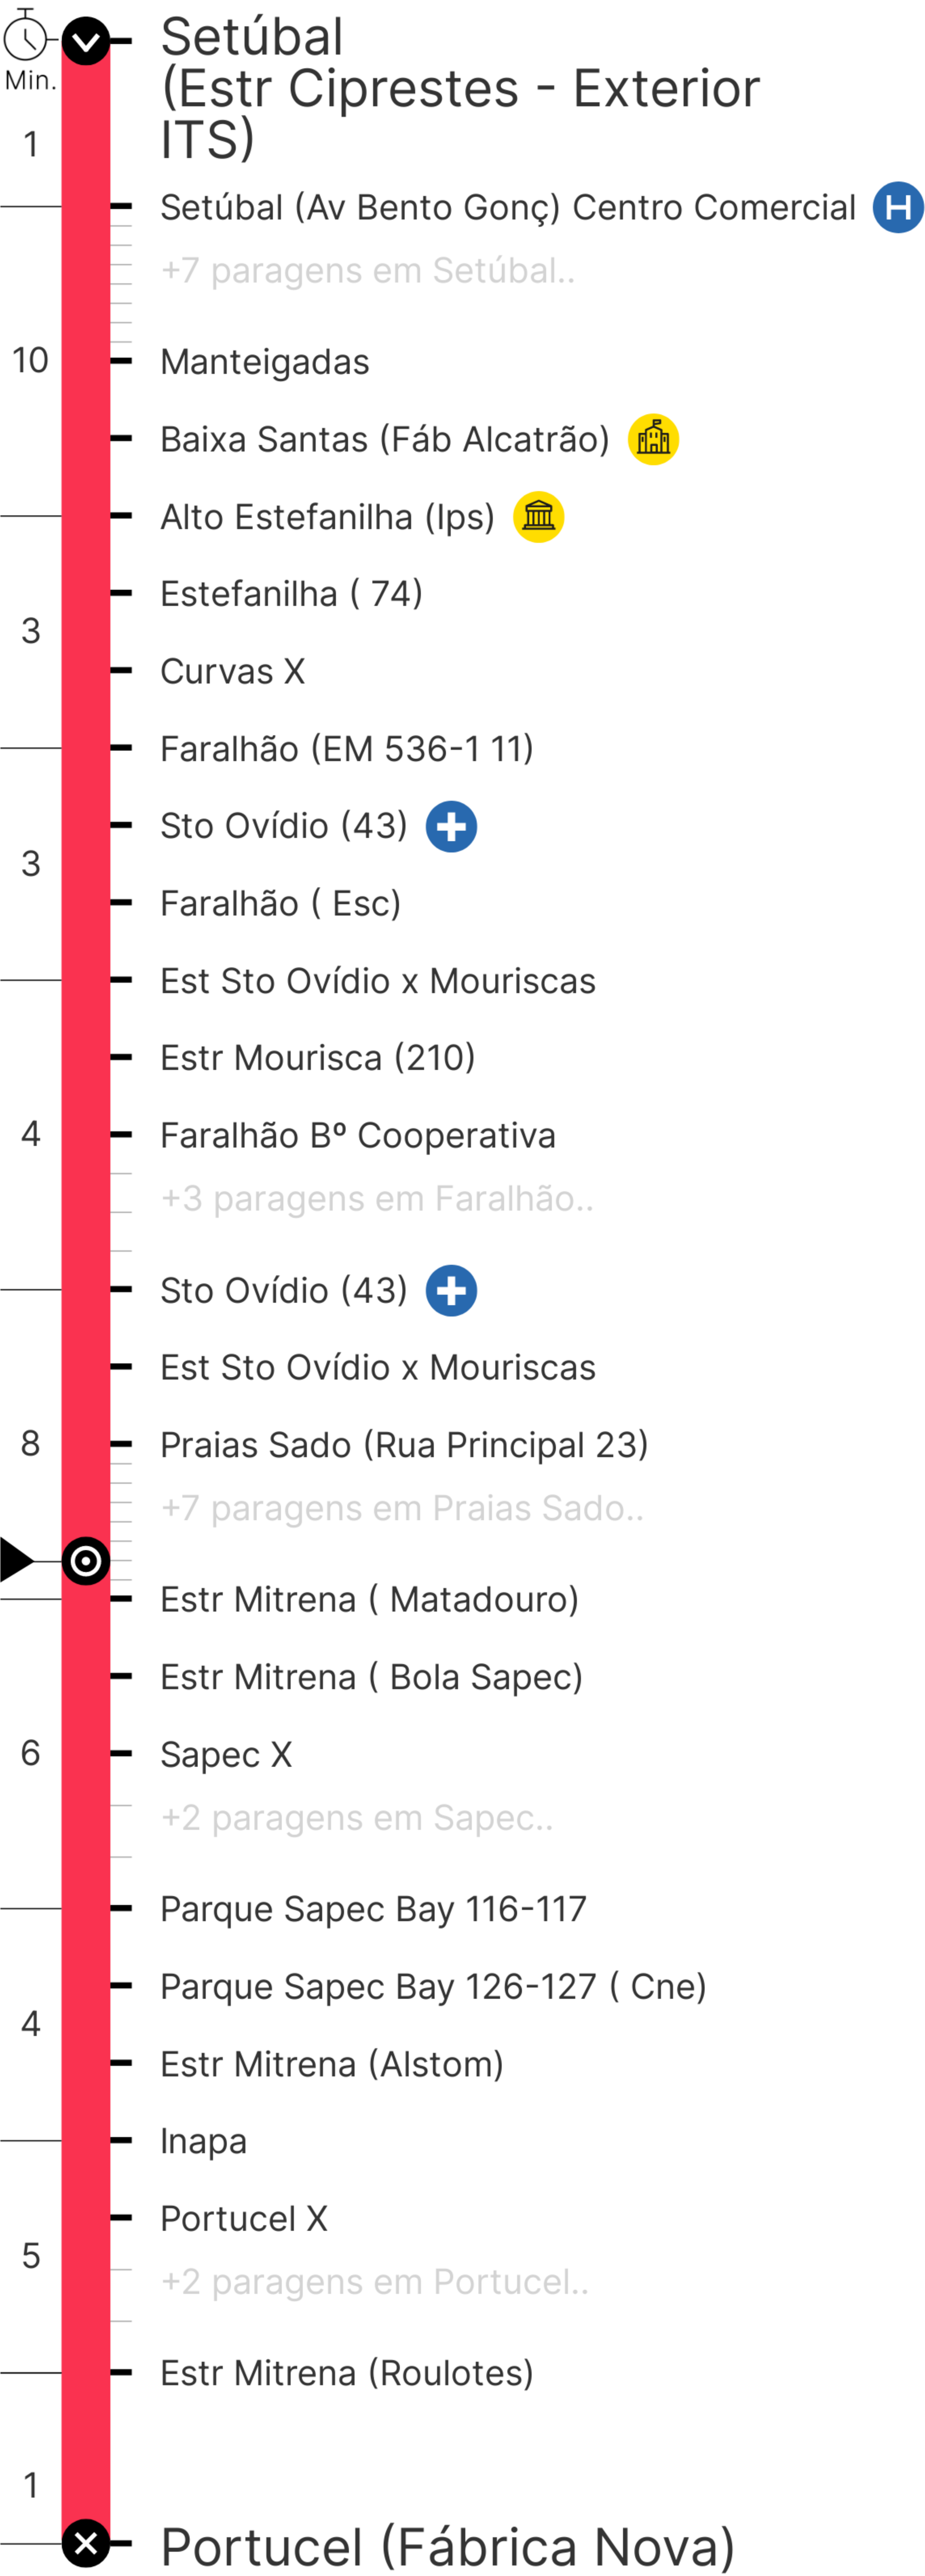 Setúbal
Min.
(Estr Ciprestes - Exterior
1
ITS)
Setúbal (Av Bento Gonç) Centro Comercial H
+7 paragens em Setúbal..
10
Manteigadas
Baixa Santas (Fáb Alcatrão)
Alto Estefanilha (Ips)
Estefanilha ( 74)
3
Curvas X
Faralhão (EM 536-1 11)
Sto Ovídio (43)
3
Faralhão ( Esc)
Est Sto Ovídio x Mouriscas
Estr Mourisca (210)
4
Faralhão Bº Cooperativa
+3 paragens em Faralhão..
Sto Ovídio (43)
Est Sto Ovídio x Mouriscas
8
Praias Sado (Rua Principal 23)
+7 paragens em Praias Sado..
Estr Mitrena ( Matadouro)
Estr Mitrena ( Bola Sapec)
6
Sapec X
+2 paragens em Sapec..
Parque Sapec Bay 116-117
Parque Sapec Bay 126-127 ( Cne)
4
Estr Mitrena (Alstom)
Inapa
Portucel X
5
+2 paragens em Portucel..
Estr Mitrena (Roulotes)
1
Portucel (Fábrica Nova)